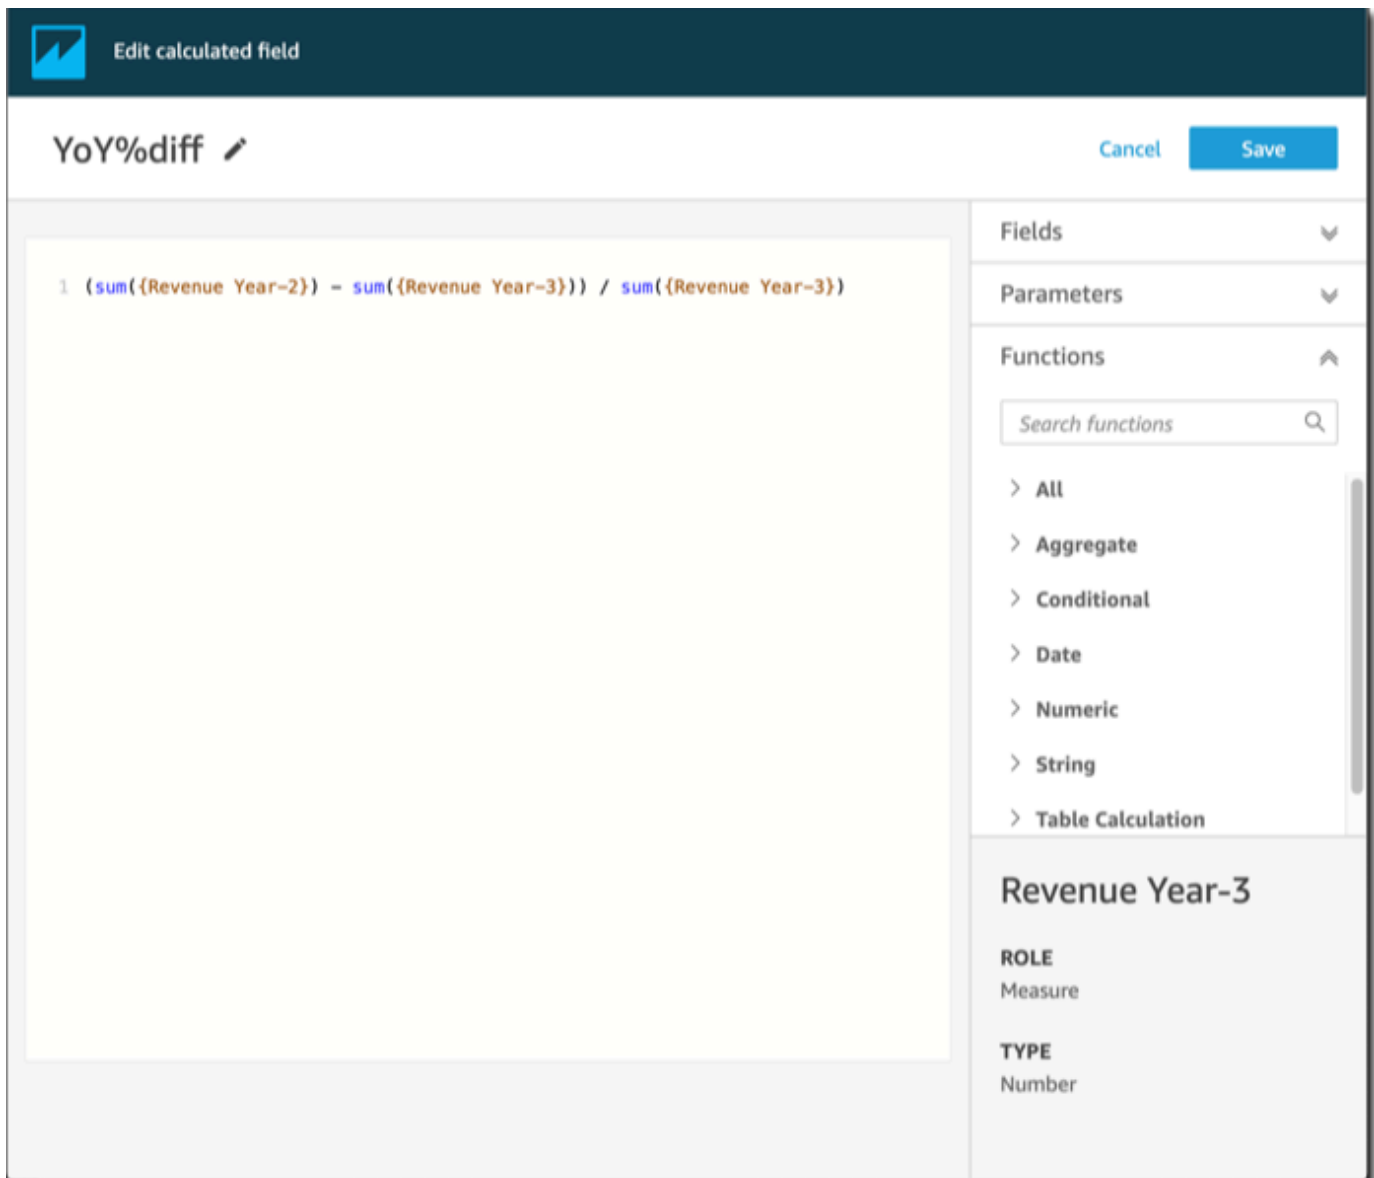 Edit calculated field
YoY%diff
Cancel
Save
1 (sum({Revenue Year-2}) - sum({Revenue Year-3})) / sum({Revenue Year-3})
Fields
Parameters
Functions
Search functions
All
Aggregate
Conditional
Date
Numeric
String
Table Calculation
Revenue Year-3
ROLE
Measure
TYPE
Number